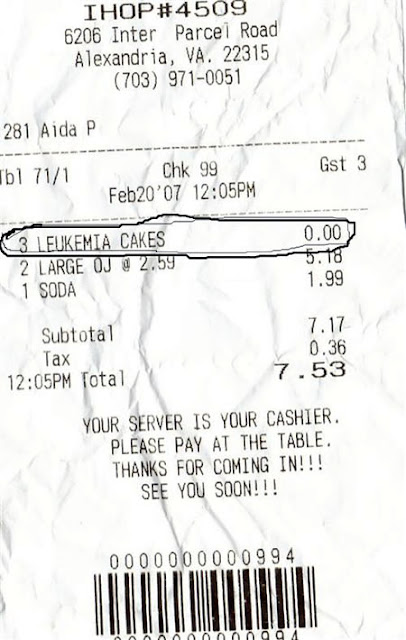 IHOP#4509
6206 Inter Parcel Road
Alexandria, VA. 22315
(703) 971-0051
281 Aida P
Tbl 71/1 Chk 99 Gst 3
Feb20'07 12:05PM
3 LEUKEMIA CAKES 0.00
2 LARGE OJ @ 2.59 5.18
1 SODA 1.99
Subtotal 7.17
Tax 0.36
12:05PM Total 7.53
YOUR SERVER IS YOUR CASHIER.
PLEASE PAY AT THE TABLE.
THANKS FOR COMING IN!!!
SEE YOU SOON!!!
0000000000994
0000000000994